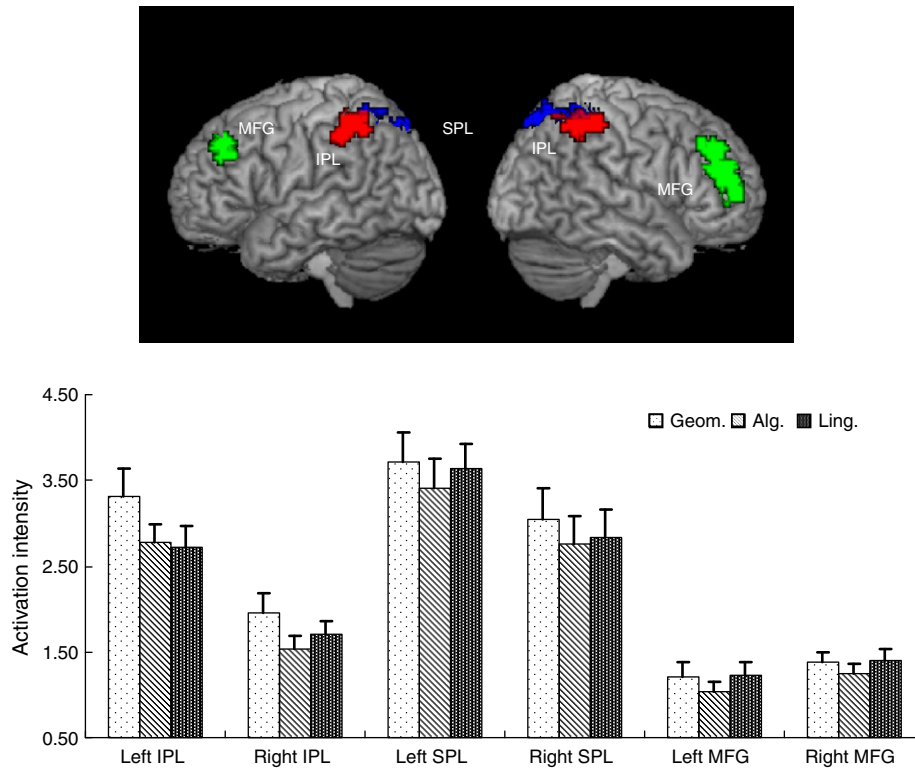 MFG
SPL
IPL
IPL
MFG
4.50
3.50
2.50
1.50
0.50
Activation intensity
Geom. Alg. Ling.
Left IPL Right IPL Left SPL Right SPL Left MFG Right MFG